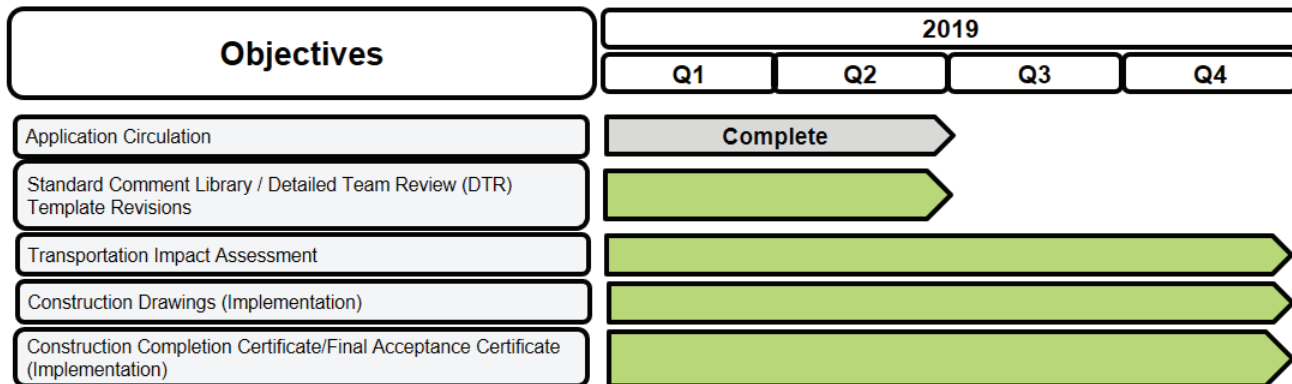 Objectives
2019
Q1
Q2
Q3
Q4
Application Circulation
Complete
Standard Comment Library / Detailed Team Review (DTR)
Template Revisions
Transportation Impact Assessment
Construction Drawings (Implementation)
Construction Completion Certificate/Final Acceptance Certificate
(Implementation)